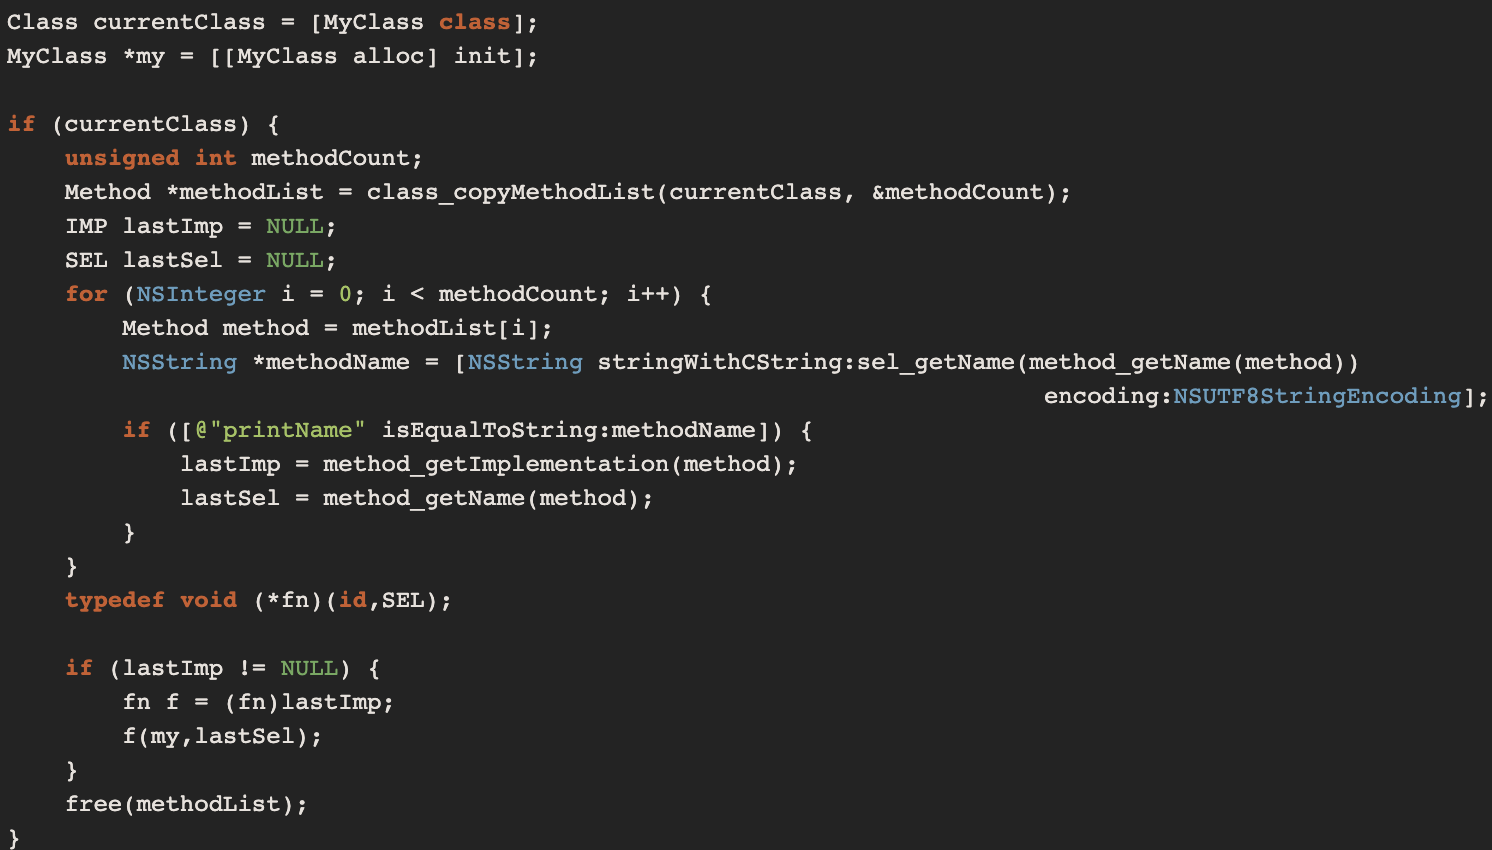 Class currentClass = [MyClass class];
MyClass *my = [[MyClass alloc] init];

if (currentClass) {
    unsigned int methodCount;
    Method *methodList = class_copyMethodList(currentClass, &methodCount);
    IMP lastImp = NULL;
    SEL lastSel = NULL;
    for (NSInteger i = 0; i < methodCount; i++) {
        Method method = methodList[i];
        NSString *methodName = [NSString stringWithCString:sel_getName(method_getName(method))
                                                                        encoding:NSUTF8StringEncoding];
        if ([@"printName" isEqualToString:methodName]) {
            lastImp = method_getImplementation(method);
            lastSel = method_getName(method);
        }
    }
    typedef void (*fn)(id,SEL);

    if (lastImp != NULL) {
        fn f = (fn)lastImp;
        f(my,lastSel);
    }
    free(methodList);
}